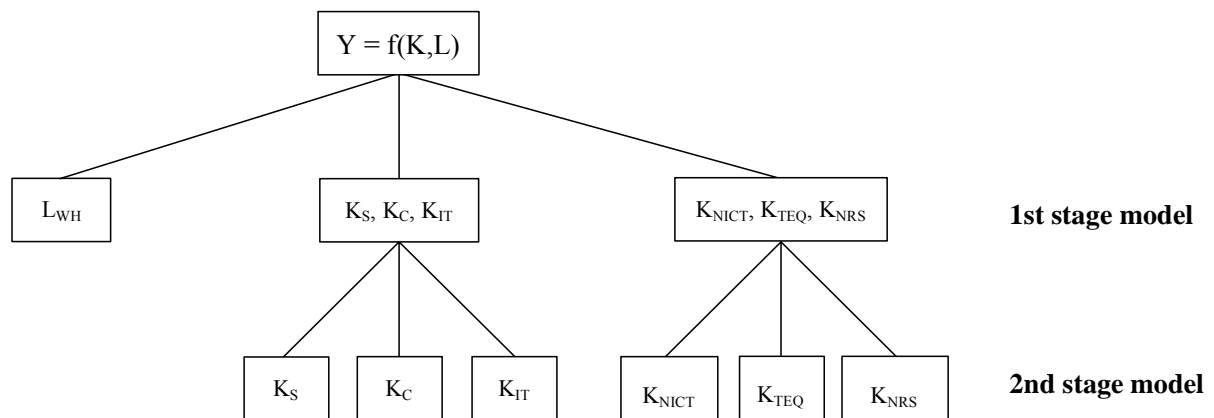 Y = f(K,L)
L_WH
K_S, K_C, K_IT
K_NICT, K_TEQ, K_NRS
1st stage model
K_S
K_C
K_IT
K_NICT
K_TEQ
K_NRS
2nd stage model